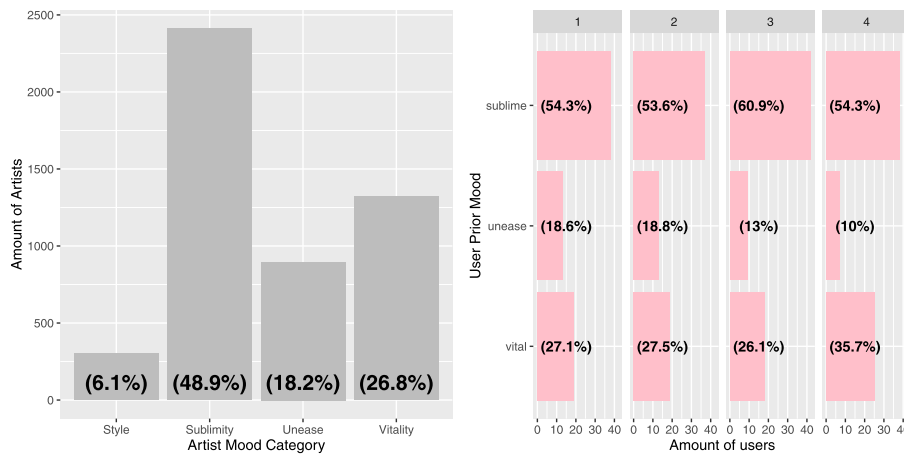 2500
2000
1500
1000
500
0
Amount of Artists
(6.1%) (48.9%) (18.2%) (26.8%)
Style Sublimity Unease Vitality
Artist Mood Category
1 2 3 4
User Prior Mood
sublime (54.3%) (53.6%) (60.9%) (54.3%)
unease (18.6%) (18.8%) (13%) (10%)
vital (27.1%) (27.5%) (26.1%) (35.7%)
0 10 20 30 40 0 10 20 30 40 0 10 20 30 40 0 10 20 30 40
Amount of users